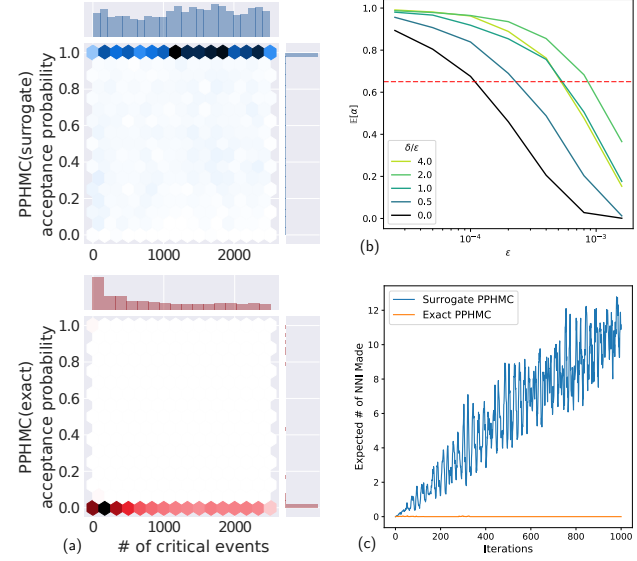 PPHMC(surrogate)
acceptance probability
1.0
0.8
0.6
0.4
0.2
0.0
0
1000
2000
PPHMC(exact)
acceptance probability
1.0
0.8
0.6
0.4
0.2
0.0
0
1000
2000
(a)
# of critical events
𝔼[α]
1.0
0.8
0.6
0.4
0.2
0.0
δ/ε
4.0
2.0
1.0
0.5
0.0
10⁻⁴
10⁻³
(b)
ε
Expected # of NNI Made
12
10
8
6
4
2
0
Surrogate PPHMC
Exact PPHMC
0
200
400
600
800
1000
(c)
Iterations